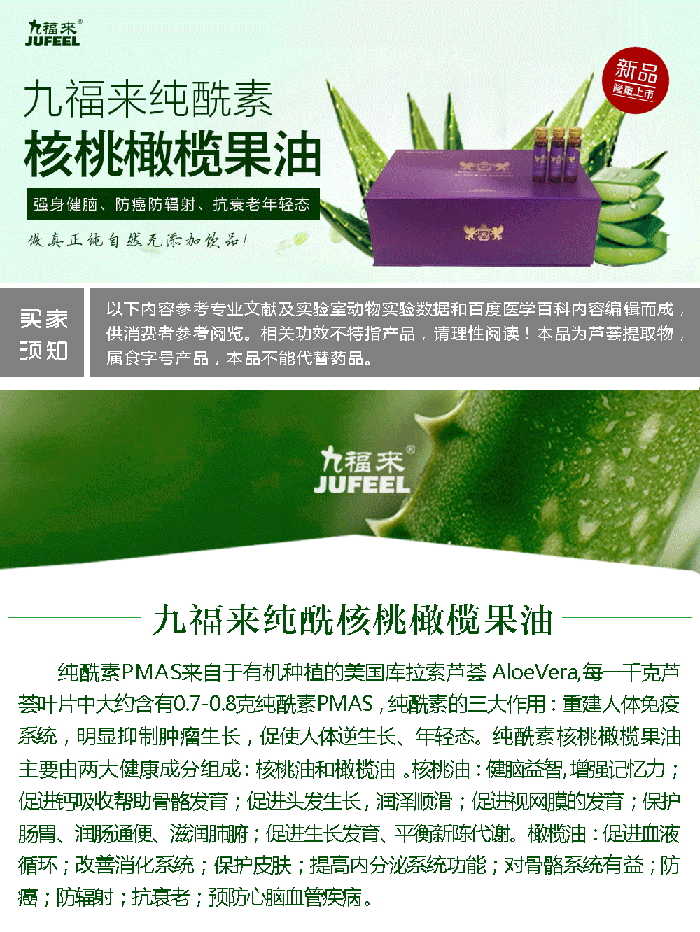 九福来®
JUFEEL
九福来纯酰素
核桃橄榄果油
新品
隆重上市
强身健脑、防癌防辐射、抗衰老年轻态
做真正纯自然无添加饮品!
买家
须知
以下内容参考专业文献及实验室动物实验数据和百度医学百科内容编辑而成，
供消费者参考阅览。相关功效不特指产品，请理性阅读！本品为芦荟提取物，
属食字号产品，本品不能代替药品。
九福来®
JUFEEL
九福来纯酰核桃橄榄果油
纯酰素PMAS来自于有机种植的美国库拉索芦荟 AloeVera,每一千克芦
荟叶片中大约含有0.7-0.8克纯酰素PMAS，纯酰素的三大作用：重建人体免疫
系统，明显抑制肿瘤生长，促使人体逆生长、年轻态。纯酰素核桃橄榄果油
主要由两大健康成分组成：核桃油和橄榄油 。核桃油：健脑益智,增强记忆力；
促进钙吸收帮助骨骼发育；促进头发生长，润泽顺滑；促进视网膜的发育；保护
肠胃、润肠通便、滋润肺腑；促进生长发育、平衡新陈代谢。橄榄油：促进血液
循环；改善消化系统；保护皮肤；提高内分泌系统功能；对骨骼系统有益；防
癌；防辐射；抗衰老；预防心脑血管疾病。